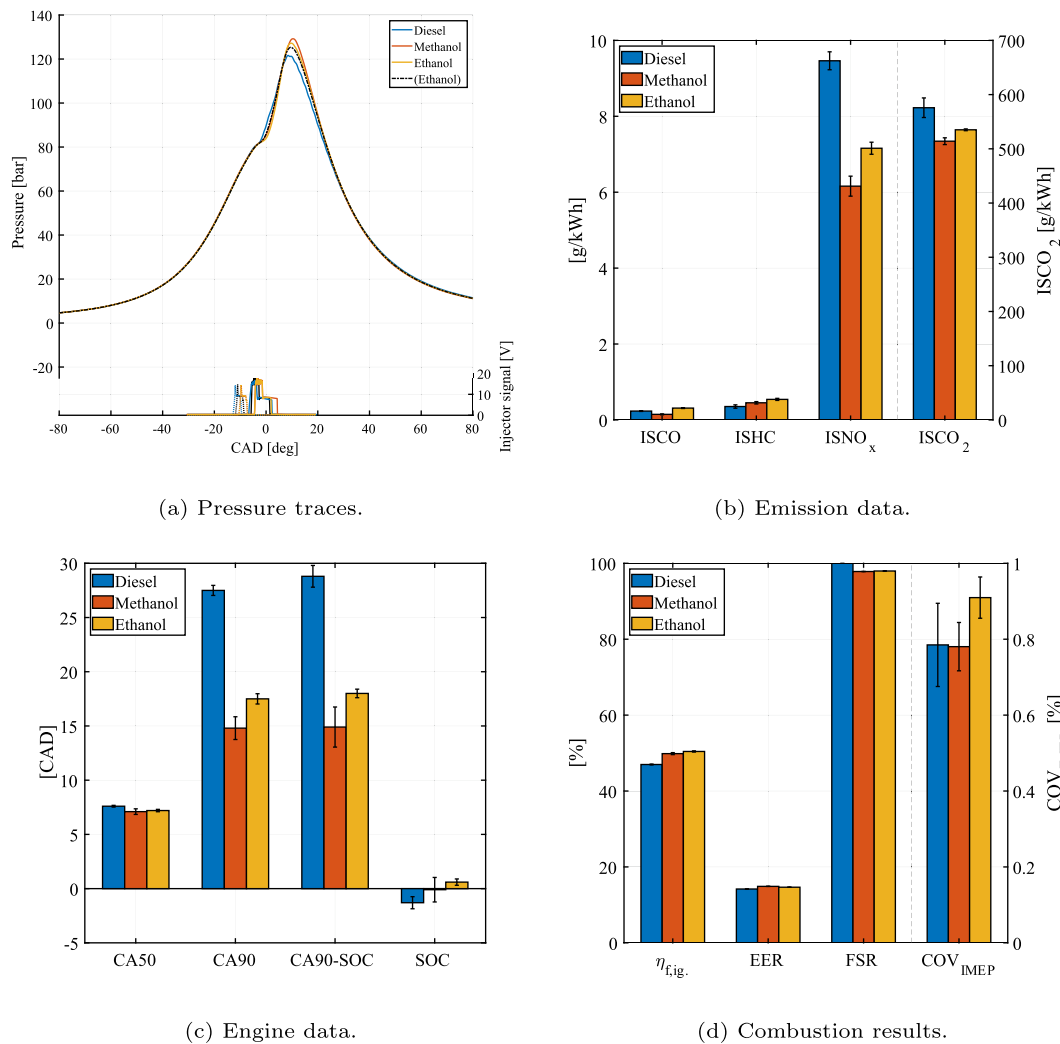 140
120
100
80
60
40
20
0
-20
Pressure [bar]
Diesel
Methanol
Ethanol
(Ethanol)
20
10
0
Injector signal [V]
-80 -60 -40 -20 0 20 40 60 80
CAD [deg]
(a) Pressure traces.
10
8
6
4
2
0
[g/kWh]
Diesel
Methanol
Ethanol
700
600
500
400
300
200
100
0
ISCO2 [g/kWh]
ISCO ISHC ISNOx ISCO2
(b) Emission data.
30
25
20
15
10
5
0
-5
[CAD]
Diesel
Methanol
Ethanol
CA50 CA90 CA90-SOC SOC
(c) Engine data.
100
80
60
40
20
0
[%]
Diesel
Methanol
Ethanol
1
0.8
0.6
0.4
0.2
0
COV [%]
ηf,ig. EER FSR COVIMEP
(d) Combustion results.